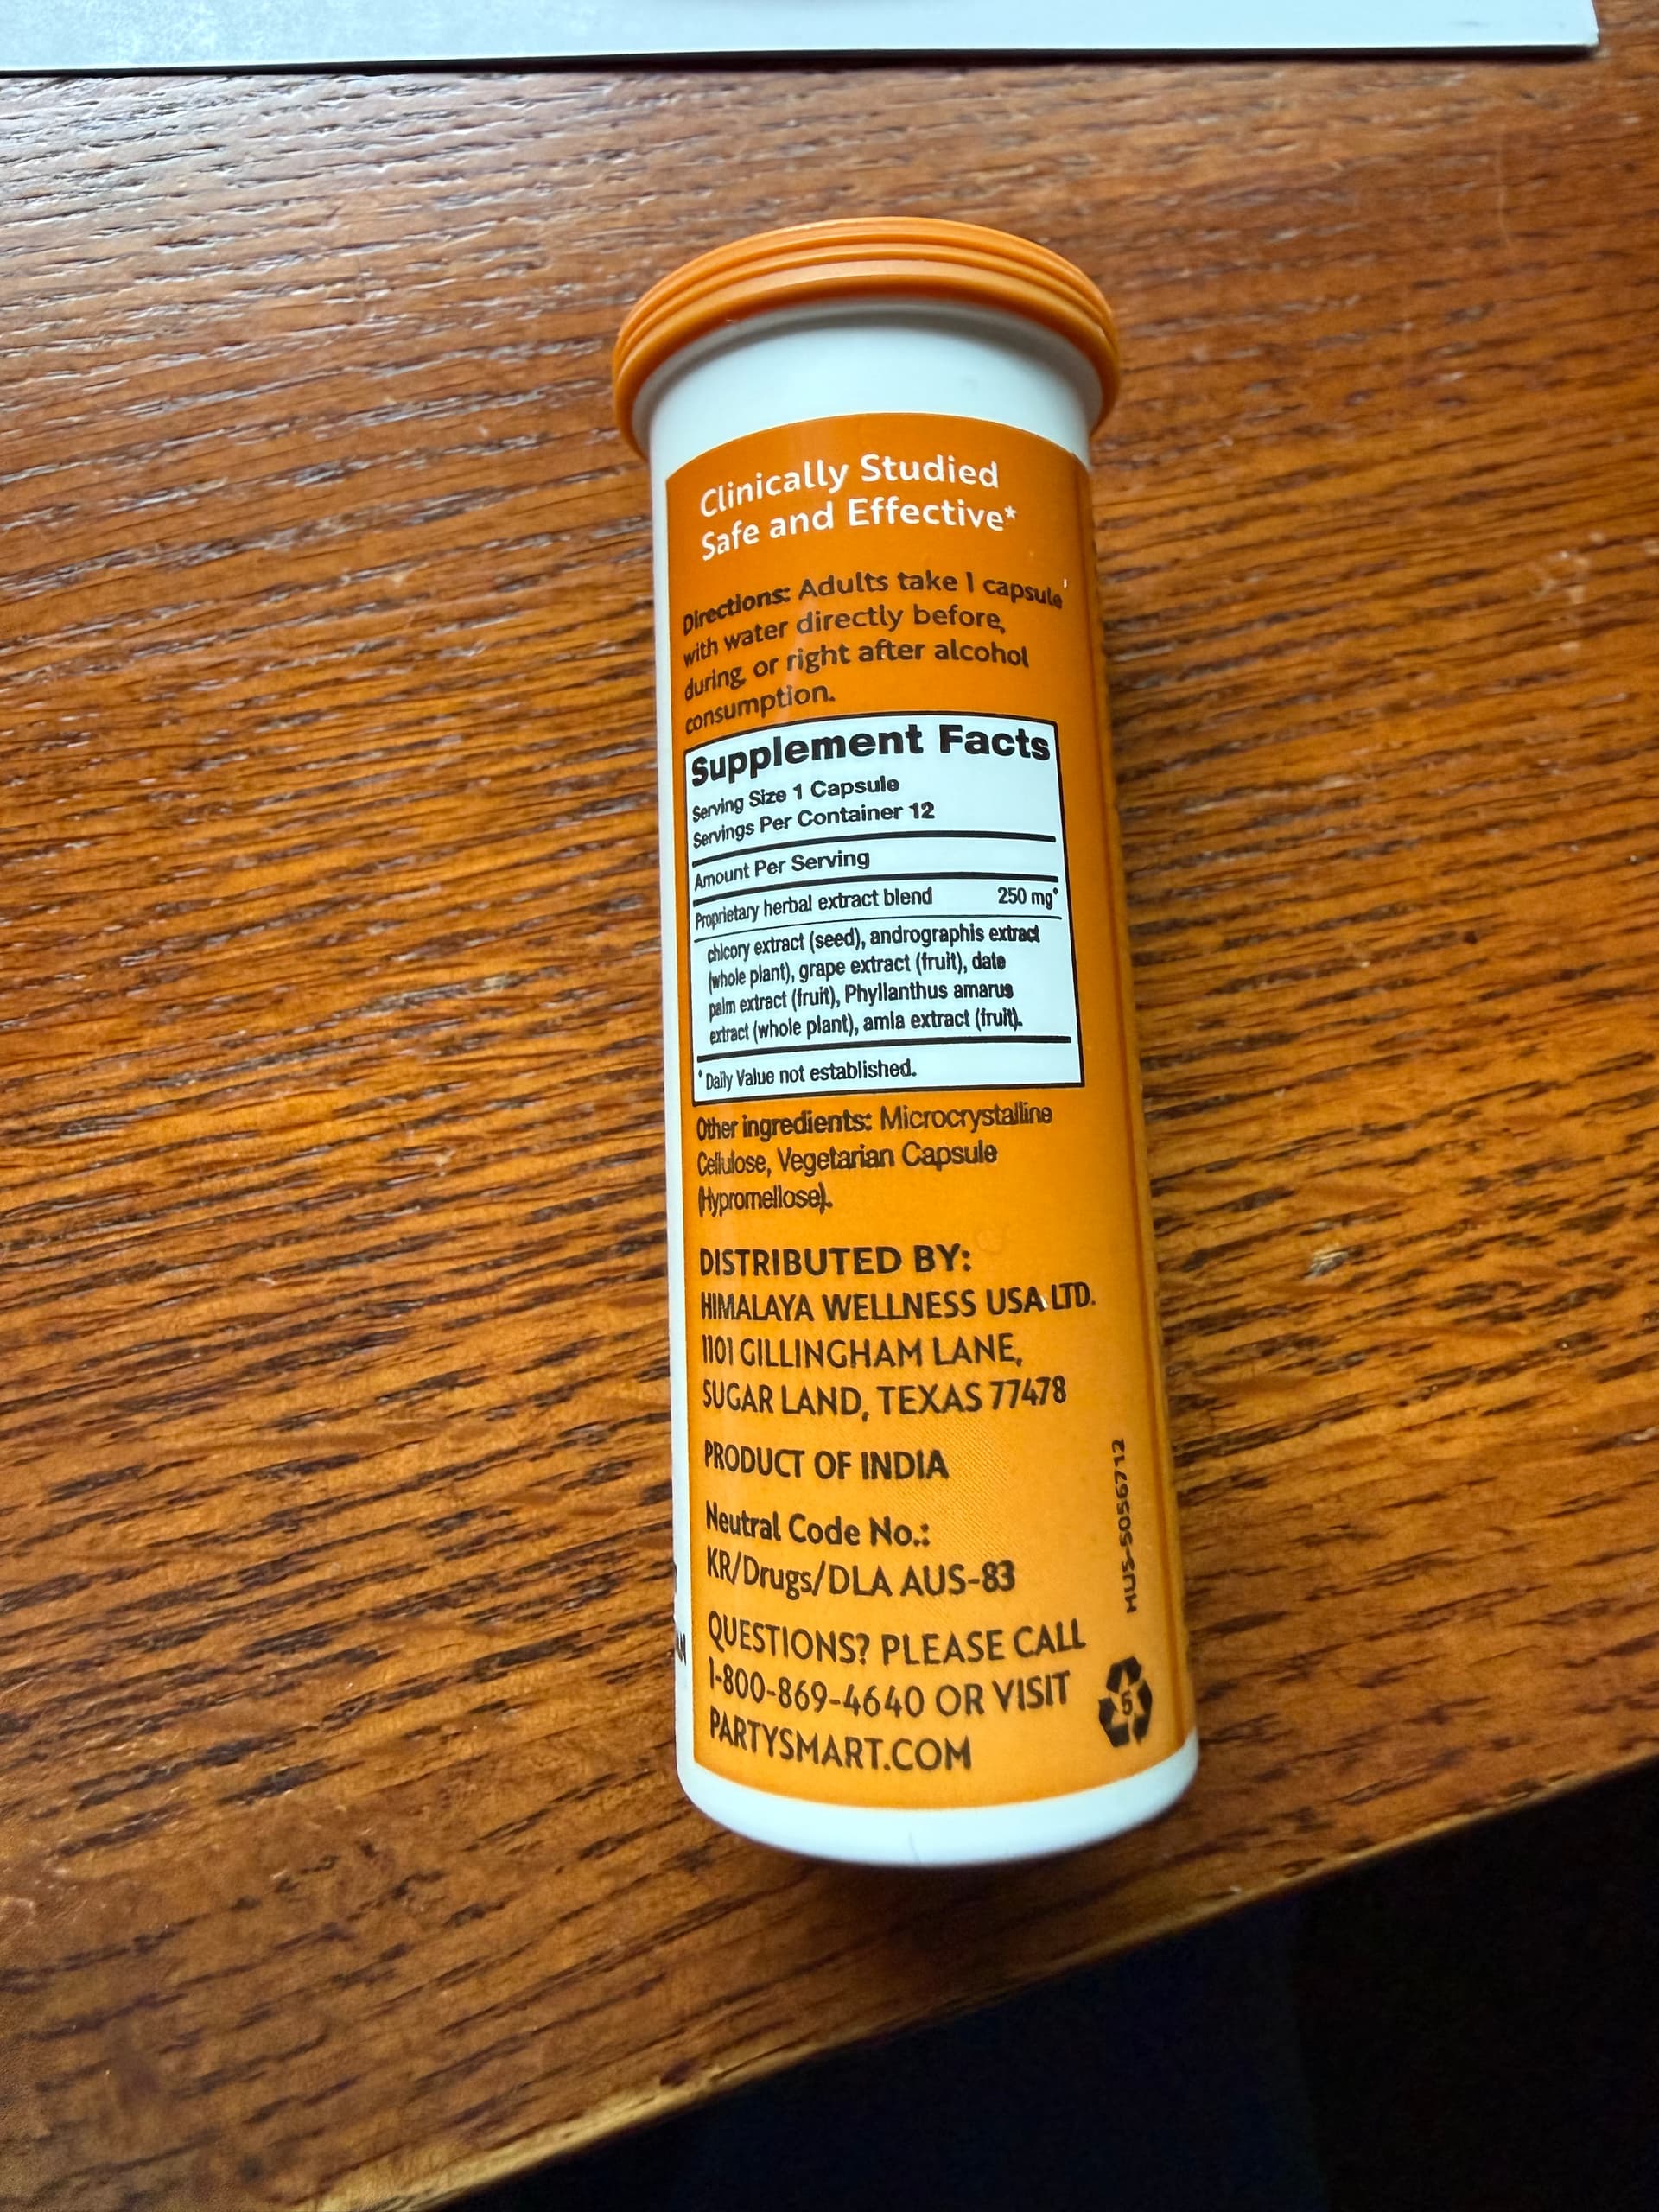 Clinically Studied
Safe and Effective*
Directions: Adults take 1 capsule
with water directly before,
during, or right after alcohol
consumption.
Supplement Facts
Serving Size 1 Capsule
Servings Per Container 12
Amount Per Serving
Proprietary herbal extract blend 250 mg*
chicory extract (seed), andrographis extract
(whole plant), grape extract (fruit), date
palm extract (fruit), Phyllanthus amarus
extract (whole plant), amla extract (fruit).
*Daily Value not established.
Other ingredients: Microcrystalline
Cellulose, Vegetarian Capsule
(Hypromellose).
DISTRIBUTED BY:
HIMALAYA WELLNESS USA LTD.
1101 GILLINGHAM LANE,
SUGAR LAND, TEXAS 77478
PRODUCT OF INDIA
Neutral Code No.:
KR/Drugs/DLA AUS-83
QUESTIONS? PLEASE CALL
1-800-869-4640 OR VISIT
PARTYSMART.COM
HUS-5056712
5